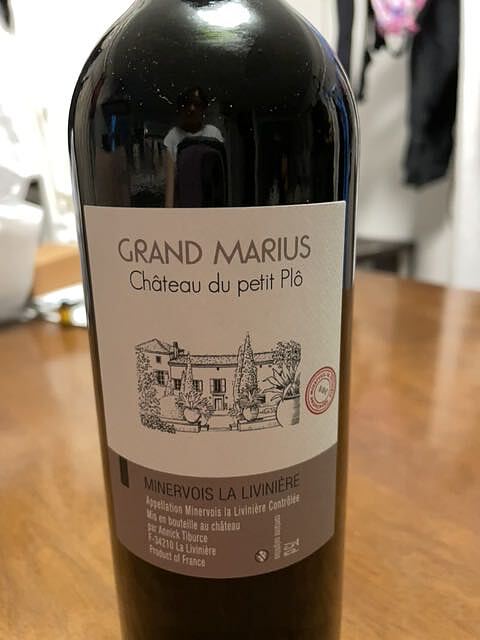 GRAND MARIUS
Château du petit Plô
MINERVOIS LA LIVINIÈRE
Appellation Minervois la Livinière Contrôlée
Mis en bouteille au château
par Annick Tiburce
F-34210 La Livinière
Product of France